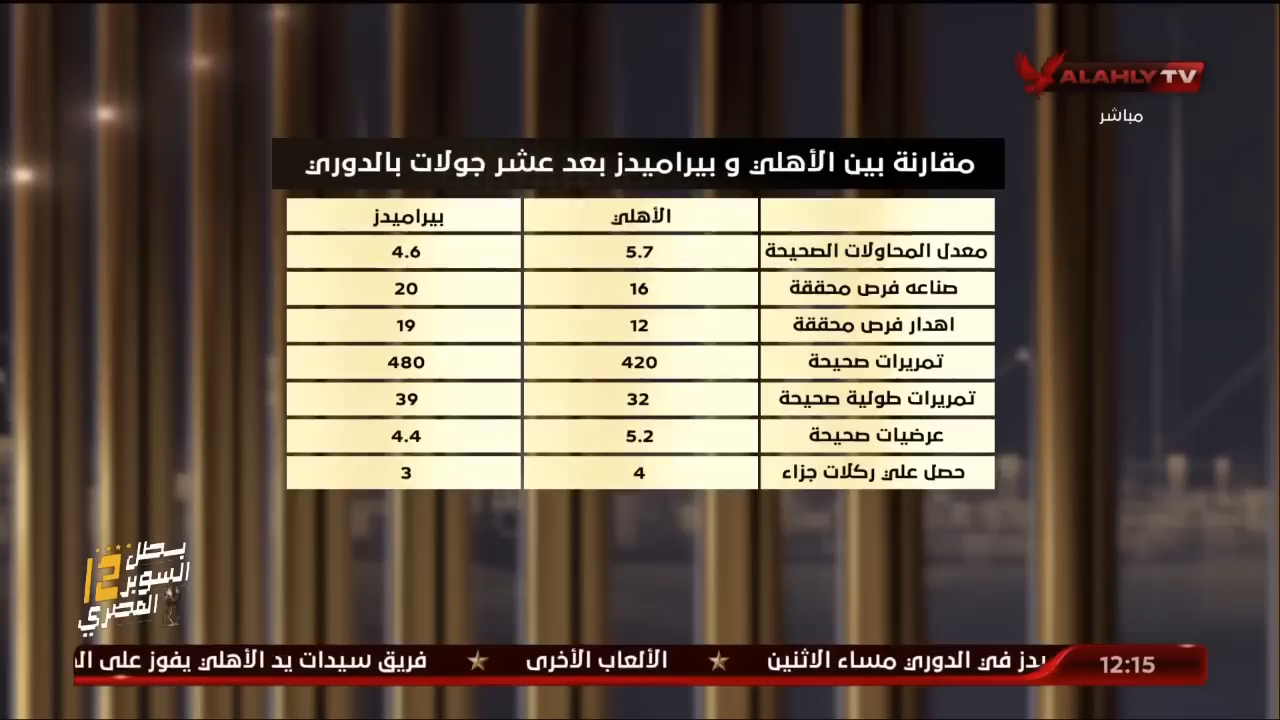 ALAHLY TV
مباشر
مقارنة بين الأهلي و بيراميدز بعد عشر جولات بالدوري
الأهلي بيراميدز
معدل المحاولات الصحيحة 5.7 4.6
صناعه فرص محققة 16 20
اهدار فرص محققة 12 19
تمريرات صحيحة 420 480
تمريرات طولية صحيحة 32 39
عرضيات صحيحة 5.2 4.4
حصل علي ركلات جزاء 4 3
بطل
السوبر 12
المصري
12:15 في الدوري مساء الاثنين ★ الألعاب الأخرى ★ فريق سيدات يد الأهلي يفوز على